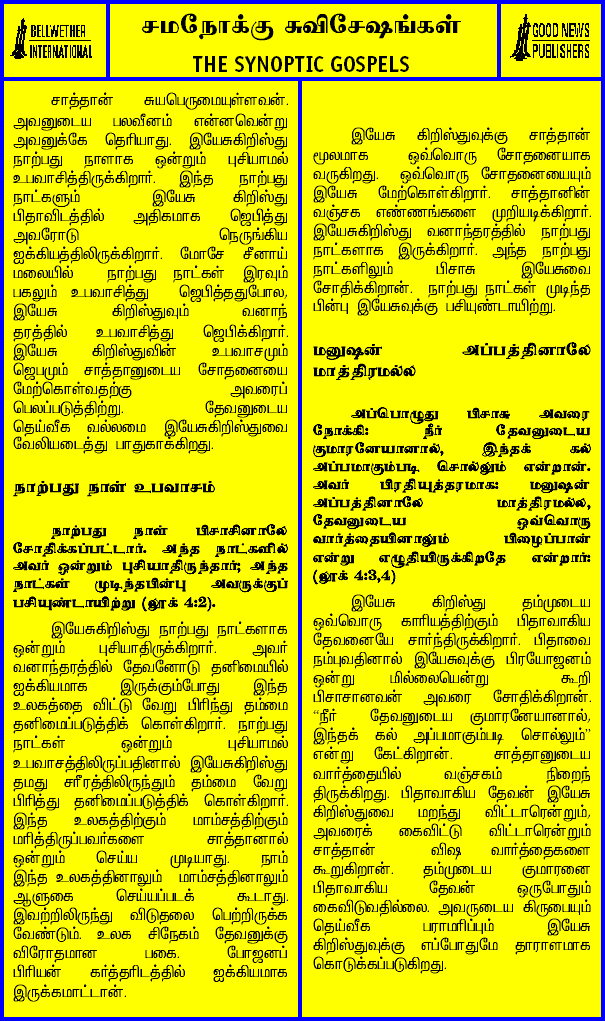 BELLWETHER
INTERNATIONAL
சமநோக்கு சுவிசேஷங்கள்
THE SYNOPTIC GOSPELS
GOOD NEWS
PUBLISHERS
சாத்தான் சுயபெருமையுள்ளவன்.
அவனுடைய பலவீனம் என்னவென்று
அவனுக்கே தெரியாது. இயேசுகிறிஸ்து
நாற்பது நாளாக ஒன்றும் புசியாமல்
உபவாசித்திருக்கிறார். இந்த நாற்பது
நாட்களும் இயேசு கிறிஸ்து
பிதாவிடத்தில் அதிகமாக ஜெபித்து
அவரோடு நெருங்கிய
ஐக்கியத்திலிருக்கிறார். மோசே சீனாய்
மலையில் நாற்பது நாட்கள் இரவும்
பகலும் உபவாசித்து ஜெபித்ததுபோல,
இயேசு கிறிஸ்துவும் வனாந்
தரத்தில் உபவாசித்து ஜெபிக்கிறார்.
இயேசு கிறிஸ்துவின் உபவாசமும்
ஜெபமும் சாத்தானுடைய சோதனையை
மேற்கொள்வதற்கு அவரைப்
பெலப்படுத்திற்று. தேவனுடைய
தெய்வீக வல்லமை இயேசுகிறிஸ்துவை
வேலியடைத்து பாதுகாக்கிறது.
நாற்பது நாள் உபவாசம்
நாற்பது நாள் பிசாசினாலே
சோதிக்கப்பட்டார். அந்த நாட்களில்
அவர் ஒன்றும் புசியாதிருந்தார்; அந்த
நாட்கள் முடிந்தபின்பு அவருக்குப்
பசியுண்டாயிற்று (லூக் 4:2).
இயேசுகிறிஸ்து நாற்பது நாட்களாக
ஒன்றும் புசியாதிருக்கிறார். அவர்
வனாந்தரத்தில் தேவனோடு தனிமையில்
ஐக்கியமாக இருக்கும்போது இந்த
உலகத்தை விட்டு வேறு பிரிந்து தம்மை
தனிமைப்படுத்திக் கொள்கிறார். நாற்பது
நாட்கள் ஒன்றும் புசியாமல்
உபவாசத்திலிருப்பதினால் இயேசுகிறிஸ்து
தமது சரீரத்திலிருந்தும் தம்மை வேறு
பிரித்து தனிமைப்படுத்திக் கொள்கிறார்.
இந்த உலகத்திற்கும் மாம்சத்திற்கும்
மரித்திருப்பவர்களை சாத்தானால்
ஒன்றும் செய்ய முடியாது. நாம்
இந்த உலகத்தினாலும் மாம்சத்தினாலும்
ஆளுகை செய்யப்படக் கூடாது.
இவற்றிலிருந்து விடுதலை பெற்றிருக்க
வேண்டும். உலக சிநேகம் தேவனுக்கு
விரோதமான பகை. போஜனப்
பிரியன் கர்த்தரிடத்தில் ஐக்கியமாக
இருக்கமாட்டான்.
இயேசு கிறிஸ்துவுக்கு சாத்தான்
மூலமாக ஒவ்வொரு சோதனையாக
வருகிறது. ஒவ்வொரு சோதனையையும்
இயேசு மேற்கொள்கிறார். சாத்தானின்
வஞ்சக எண்ணங்களை முறியடிக்கிறார்.
இயேசுகிறிஸ்து வனாந்தரத்தில் நாற்பது
நாட்களாக இருக்கிறார். அந்த நாற்பது
நாட்களிலும் பிசாசு இயேசுவை
சோதிக்கிறான். நாற்பது நாட்கள் முடிந்த
பின்பு இயேசுவுக்கு பசியுண்டாயிற்று.
மனுஷன் அப்பத்தினாலே
மாத்திரமல்ல
அப்பொழுது பிசாசு அவரை
நோக்கி: நீர் தேவனுடைய
குமாரனேயானால், இந்தக் கல்
அப்பமாகும்படி சொல்லும் என்றான்.
அவர் பிரதியுத்தரமாக: மனுஷன்
அப்பத்தினாலே மாத்திரமல்ல,
தேவனுடைய ஒவ்வொரு
வார்த்தையினாலும் பிழைப்பான்
என்று எழுதியிருக்கிறதே என்றார்:
(லூக் 4:3,4)
இயேசு கிறிஸ்து தம்முடைய
ஒவ்வொரு காரியத்திற்கும் பிதாவாகிய
தேவனையே சார்ந்திருக்கிறார். பிதாவை
நம்புவதினால் இயேசுவுக்கு பிரயோஜனம்
ஒன்று மில்லையென்று கூறி
பிசாசானவன் அவரை சோதிக்கிறான்.
“நீர் தேவனுடைய குமாரனேயானால்,
இந்தக் கல் அப்பமாகும்படி சொல்லும்”
என்று கேட்கிறான். சாத்தானுடைய
வார்த்தையில் வஞ்சகம் நிறைந்
திருக்கிறது. பிதாவாகிய தேவன் இயேசு
கிறிஸ்துவை மறந்து விட்டாரென்றும்,
அவரைக் கைவிட்டு விட்டாரென்றும்
சாத்தான் விஷ வார்த்தைகளை
கூறுகிறான். தம்முடைய குமாரனை
பிதாவாகிய தேவன் ஒருபோதும்
கைவிடுவதில்லை. அவருடைய கிருபையும்
தெய்வீக பராமரிப்பும் இயேசு
கிறிஸ்துவுக்கு எப்போதுமே தாராளமாக
கொடுக்கப்படுகிறது.